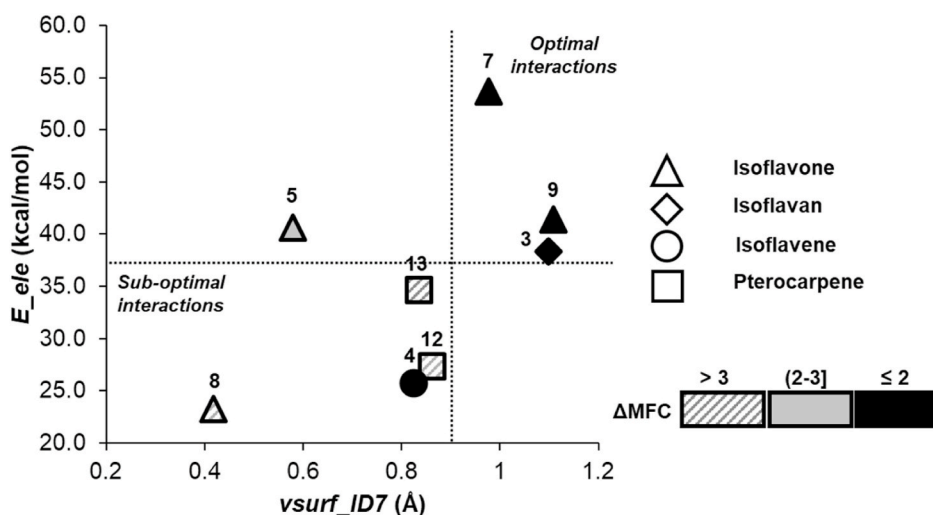 60.0
55.0
50.0
45.0
40.0
35.0
30.0
25.0
20.0
E_ele (kcal/mol)
0.2
0.4
0.6
0.8
1
1.2
vsurf_ID7 (Å)
Optimal
interactions
Sub-optimal
interactions
7
5
9
3
13
12
4
8
Isoflavone
Isoflavan
Isoflavene
Pterocarpene
> 3
(2-3]
≤ 2
ΔMFC